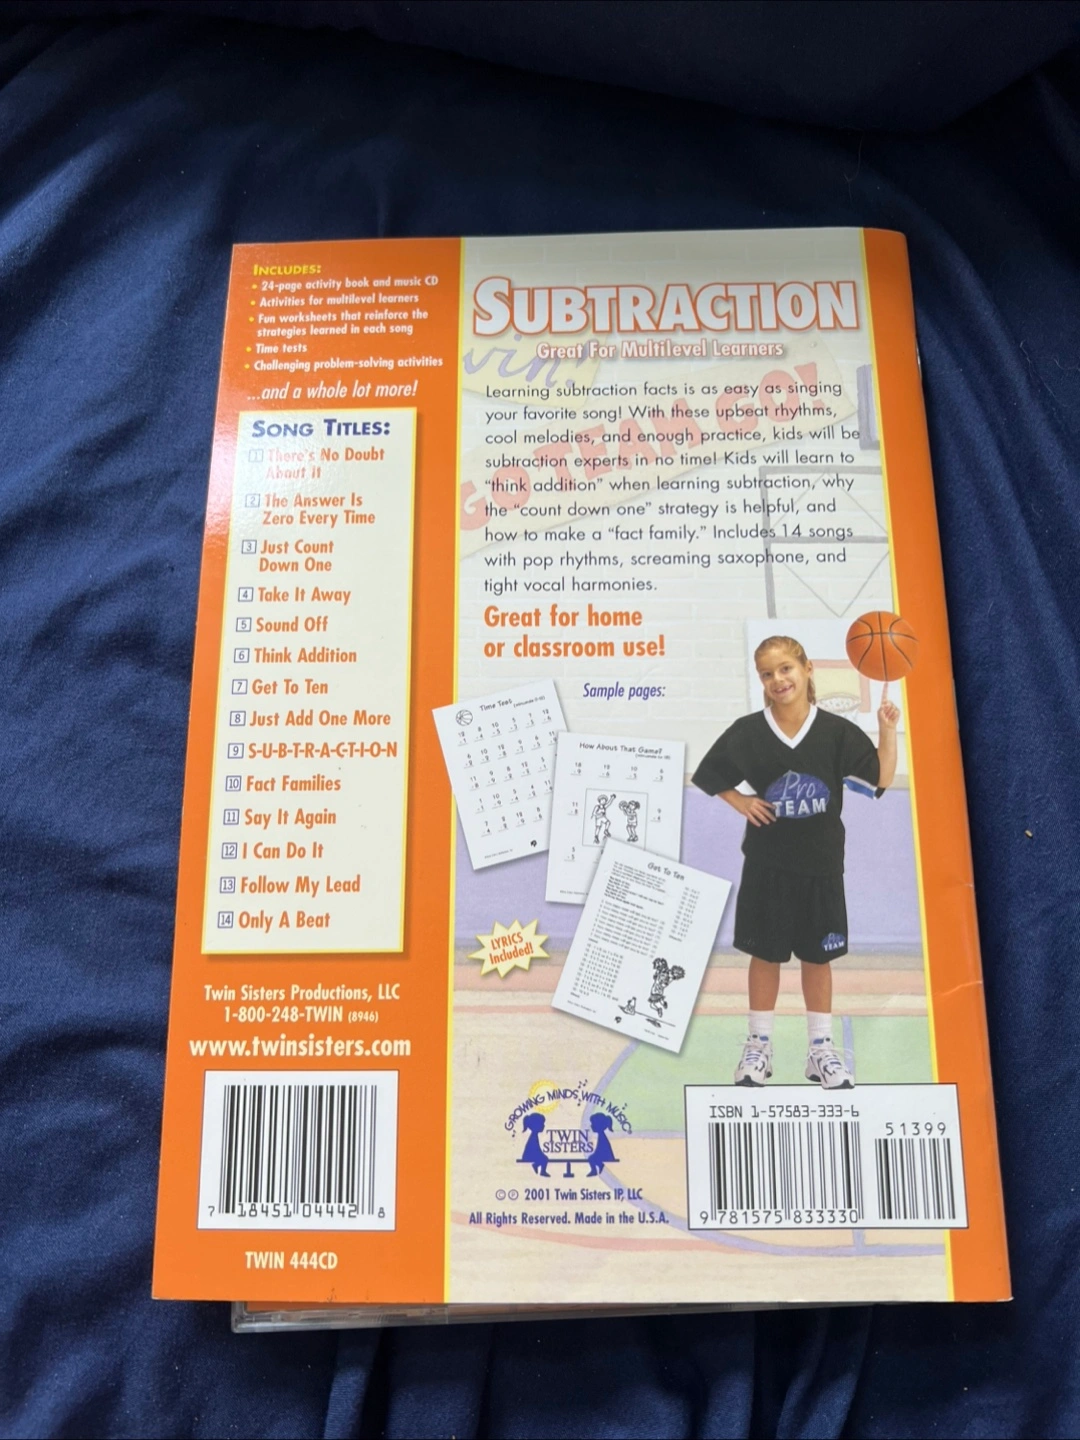 INCLUDES:
• 24-page activity book and music CD
• Activities for multilevel learners
• Fun worksheets that reinforce the
strategies learned in each song
• Time tests
• Challenging problem-solving activities
...and a whole lot more!
SONG TITLES:
1 There's No Doubt
About It
2 The Answer Is
Zero Every Time
3 Just Count
Down One
4 Take It Away
5 Sound Off
6 Think Addition
7 Get To Ten
8 Just Add One More
9 S-U-B-T-R-A-C-T-I-O-N
10 Fact Families
11 Say It Again
12 I Can Do It
13 Follow My Lead
14 Only A Beat
Twin Sisters Productions, LLC
1-800-248-TWIN (8946)
www.twinsisters.com
7 18451 04442 8
TWIN 444CD
SUBTRACTION
Great For Multilevel Learners
GO TEAM GO!
Learning subtraction facts is as easy as singing
your favorite song! With these upbeat rhythms,
cool melodies, and enough practice, kids will be
subtraction experts in no time! Kids will learn to
“think addition” when learning subtraction, why
the “count down one” strategy is helpful, and
how to make a “fact family.” Includes 14 songs
with pop rhythms, screaming saxophone, and
tight vocal harmonies.
Great for home
or classroom use!
Sample pages:
Time Test
How About That Game?
Get To Ten
LYRICS
Included!
Pro
TEAM
TEAM
GROWING MINDS WITH MUSIC
TWIN
SISTERS
© ℗ 2001 Twin Sisters IP, LLC
All Rights Reserved. Made in the U.S.A.
ISBN 1-57583-333-6
51399
9 781575 833330